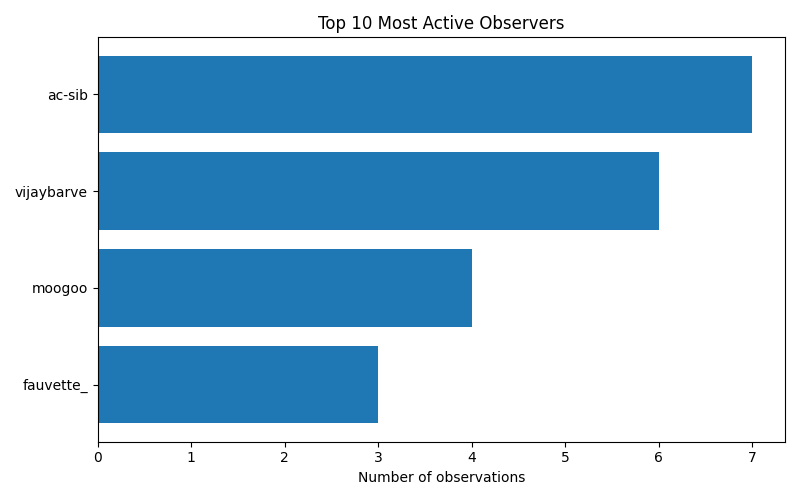 Top 10 Most Active Observers
ac-sib
vijaybarve
moogoo
fauvette_
0 1 2 3 4 5 6 7
Number of observations